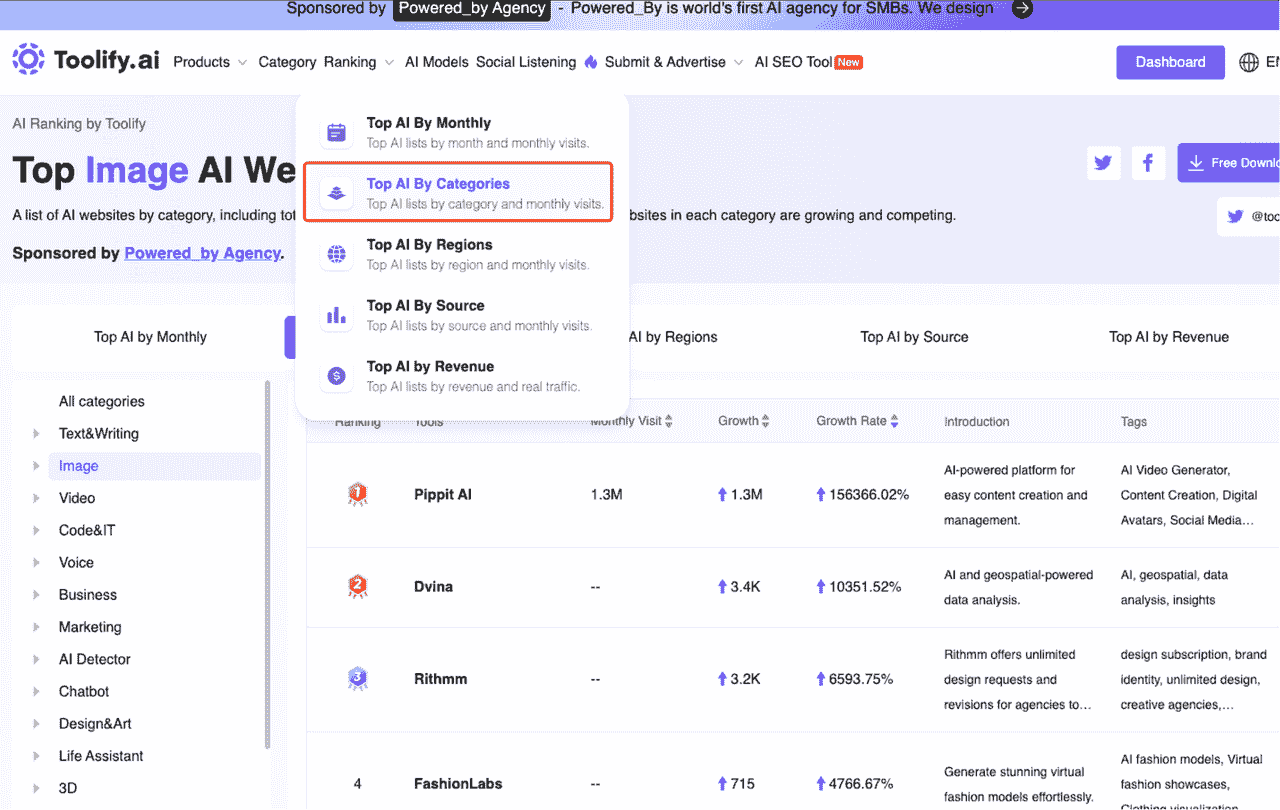 Sponsored by Powered_by Agency - Powered_By is world's first AI agency for SMBs. We design
Toolify.ai Products Category Ranking AI Models Social Listening Submit & Advertise AI SEO Tool New Dashboard EN
AI Ranking by Toolify
Top Image AI We
A list of AI websites by category, including tot
bsites in each category are growing and competing.
Sponsored by Powered_by Agency.
Free Downlo
@too
Top AI By Monthly
Top AI lists by month and monthly visits.
Top AI By Categories
Top AI lists by category and monthly visits.
Top AI By Regions
Top AI lists by region and monthly visits.
Top AI By Source
Top AI lists by source and monthly visits.
Top AI by Revenue
Top AI lists by revenue and real traffic.
Top AI by Monthly
AI by Regions
Top AI by Source
Top AI by Revenue
All categories
Text&Writing
Image
Video
Code&IT
Voice
Business
Marketing
AI Detector
Chatbot
Design&Art
Life Assistant
3D
Ranking Tools Monthly Visit Growth Growth Rate Introduction Tags
1 Pippit AI 1.3M 1.3M 156366.02%
AI-powered platform for
easy content creation and
management.
AI Video Generator,
Content Creation, Digital
Avatars, Social Media...
2 Dvina -- 3.4K 10351.52%
AI and geospatial-powered
data analysis.
AI, geospatial, data
analysis, insights
3 Rithmm -- 3.2K 6593.75%
Rithmm offers unlimited
design requests and
revisions for agencies to...
design subscription, brand
identity, unlimited design,
creative agencies,...
4 FashionLabs -- 715 4766.67%
Generate stunning virtual
fashion models effortlessly.
AI fashion models, Virtual
fashion showcases,
Clothing visualization